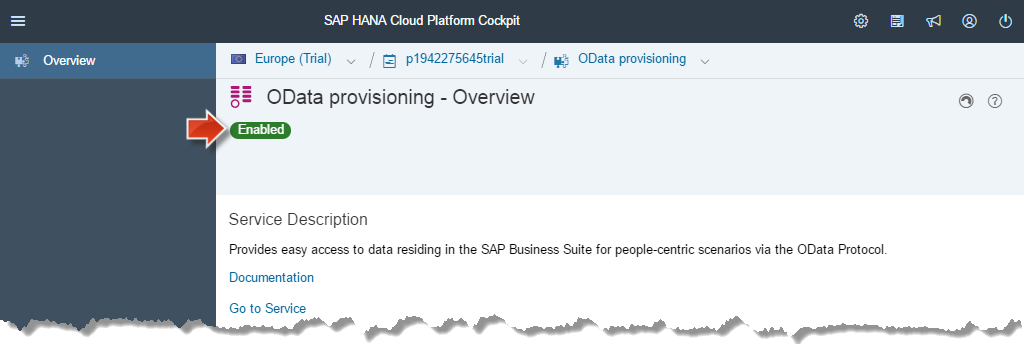 SAP HANA Cloud Platform Cockpit
Overview
Europe (Trial) / p1942275645trial / OData provisioning
OData provisioning - Overview
Enabled
Service Description
Provides easy access to data residing in the SAP Business Suite for people-centric scenarios via the OData Protocol.
Documentation
Go to Service